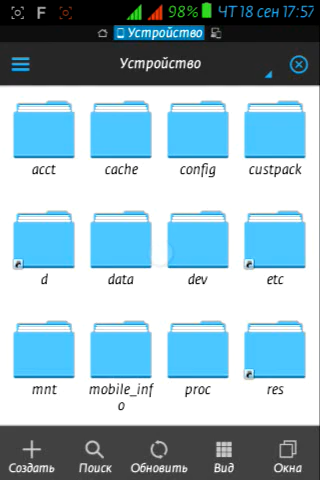 F 98% ЧТ 18 сен 17:57
Устройство
Устройство
acct cache config custpack
d data dev etc
mnt mobile_info proc res
Создать Поиск Обновить Вид Окна